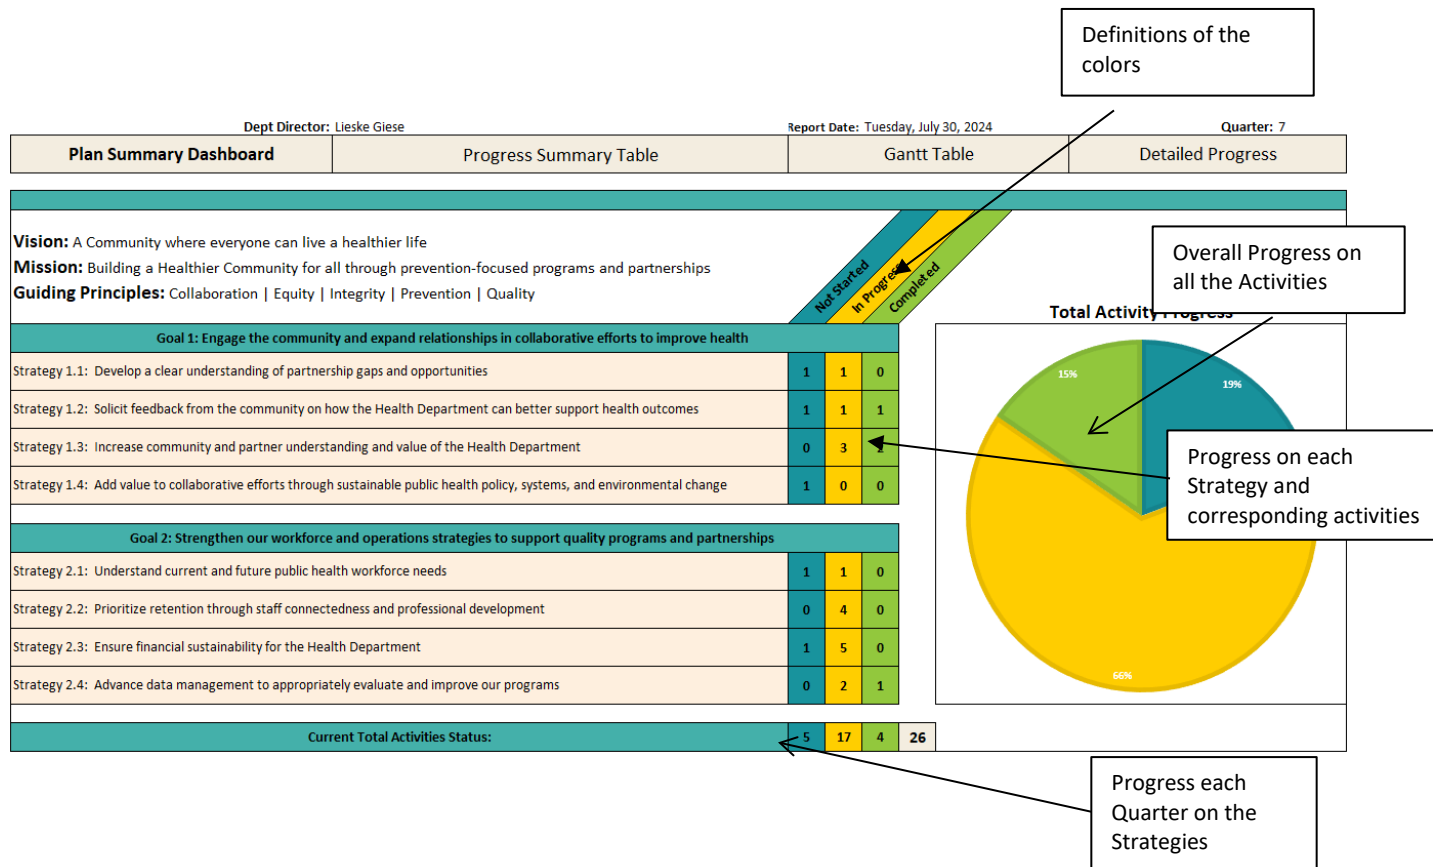 Definitions of the
colors
Dept Director: Lieske Giese
Report Date: Tuesday, July 30, 2024
Quarter: 7
Plan Summary Dashboard
Progress Summary Table
Gantt Table
Detailed Progress
Vision: A Community where everyone can live a healthier life
Mission: Building a Healthier Community for all through prevention-focused programs and partnerships
Guiding Principles: Collaboration | Equity | Integrity | Prevention | Quality
Not Started
In Progress
Completed
Overall Progress on
all the Activities
Total Activity Progress
Goal 1: Engage the community and expand relationships in collaborative efforts to improve health
Strategy 1.1: Develop a clear understanding of partnership gaps and opportunities 1 1 0
Strategy 1.2: Solicit feedback from the community on how the Health Department can better support health outcomes 1 1 1
Strategy 1.3: Increase community and partner understanding and value of the Health Department 0 3 2
Strategy 1.4: Add value to collaborative efforts through sustainable public health policy, systems, and environmental change 1 0 0
15%
19%
66%
Progress on each
Strategy and
corresponding activities
Goal 2: Strengthen our workforce and operations strategies to support quality programs and partnerships
Strategy 2.1: Understand current and future public health workforce needs 1 1 0
Strategy 2.2: Prioritize retention through staff connectedness and professional development 0 4 0
Strategy 2.3: Ensure financial sustainability for the Health Department 1 5 0
Strategy 2.4: Advance data management to appropriately evaluate and improve our programs 0 2 1
Current Total Activities Status: 5 17 4 26
Progress each
Quarter on the
Strategies